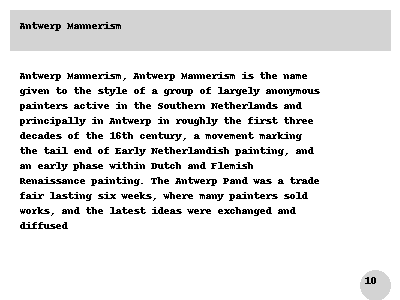 Antwerp Mannerism
Antwerp Mannerism, Antwerp Mannerism is the name
given to the style of a group of largely anonymous
painters active in the Southern Netherlands and
principally in Antwerp in roughly the first three
decades of the 16th century, a movement marking
the tail end of Early Netherlandish painting, and
an early phase within Dutch and Flemish
Renaissance painting. The Antwerp Pand was a trade
fair lasting six weeks, where many painters sold
works, and the latest ideas were exchanged and
diffused
10